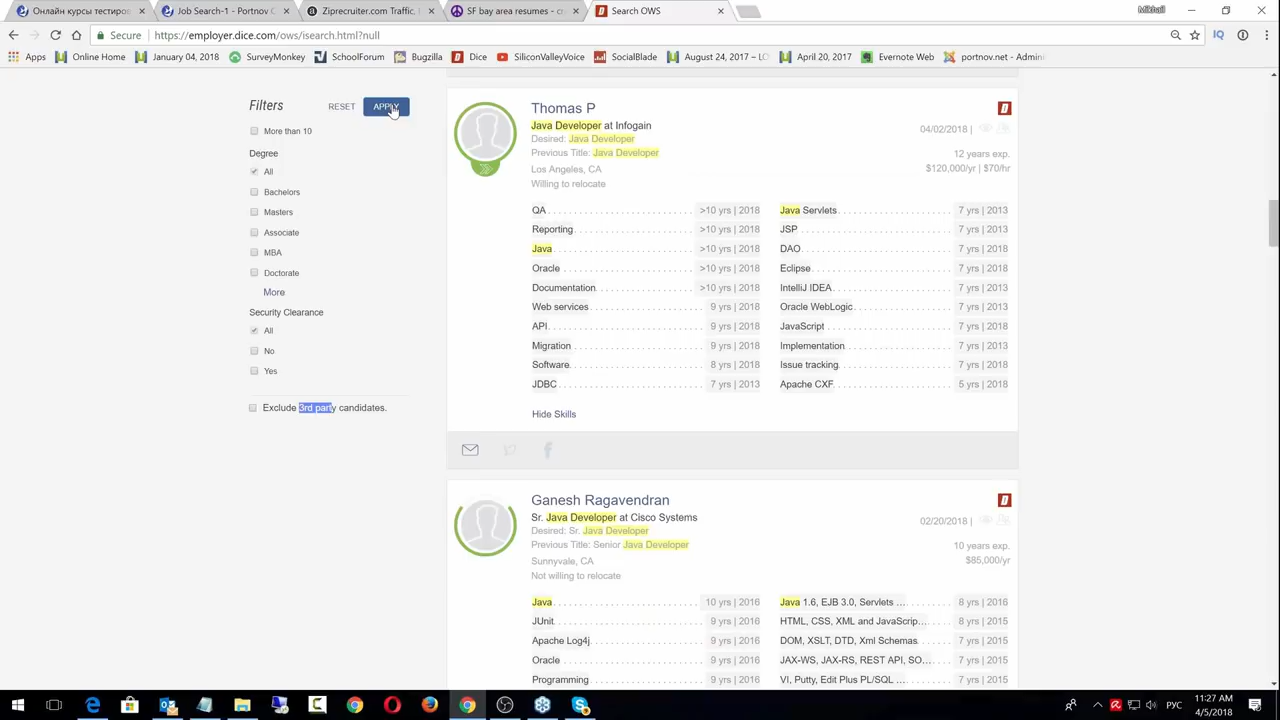 Онлайн курсы тестиров
Job Search-1 - Portnov C
Ziprecruiter.com Traffic,
SF bay area resumes - cr
Search OWS
Mikhail
Secure
https://employer.dice.com/ows/isearch.html?null
Apps
Online Home
January 04, 2018
SurveyMonkey
SchoolForum
Bugzilla
Dice
SiliconValleyVoice
SocialBlade
August 24, 2017 – LO
April 20, 2017
Evernote Web
portnov.net - Admini
Filters
RESET
APPLY
More than 10
Degree
All
Bachelors
Masters
Associate
MBA
Doctorate
More
Security Clearance
All
No
Yes
Exclude 3rd party candidates.
Thomas P
Java Developer at Infogain
Desired: Java Developer
Previous Title: Java Developer
Los Angeles, CA
Willing to relocate
04/02/2018 |
12 years exp.
$120,000/yr | $70/hr
QA >10 yrs | 2018
Reporting >10 yrs | 2018
Java >10 yrs | 2018
Oracle >10 yrs | 2018
Documentation >10 yrs | 2018
Web services 9 yrs | 2018
API 9 yrs | 2018
Migration 9 yrs | 2018
Software 8 yrs | 2018
JDBC 7 yrs | 2013
Java Servlets 7 yrs | 2013
JSP 7 yrs | 2013
DAO 7 yrs | 2018
Eclipse 7 yrs | 2018
IntelliJ IDEA 7 yrs | 2013
Oracle WebLogic 7 yrs | 2013
JavaScript 7 yrs | 2018
Implementation 7 yrs | 2013
Issue tracking 7 yrs | 2018
Apache CXF 5 yrs | 2018
Hide Skills
Ganesh Ragavendran
Sr. Java Developer at Cisco Systems
Desired: Sr. Java Developer
Previous Title: Senior Java Developer
Sunnyvale, CA
Not willing to relocate
02/20/2018 |
10 years exp.
$85,000/yr
Java 10 yrs | 2016
JUnit 9 yrs | 2016
Apache Log4j 9 yrs | 2016
Oracle 9 yrs | 2016
Programming 9 yrs | 2016
Java 1.6, EJB 3.0, Servlets ... 8 yrs | 2016
HTML, CSS, XML and JavaScrip... 8 yrs | 2015
DOM, XSLT, DTD, Xml Schemas 7 yrs | 2015
JAX-WS, JAX-RS, REST API, SO... 7 yrs | 2015
VI, Putty, Edit Plus PL/SQL ... 7 yrs | 2015
РУС
11:27 AM
4/5/2018